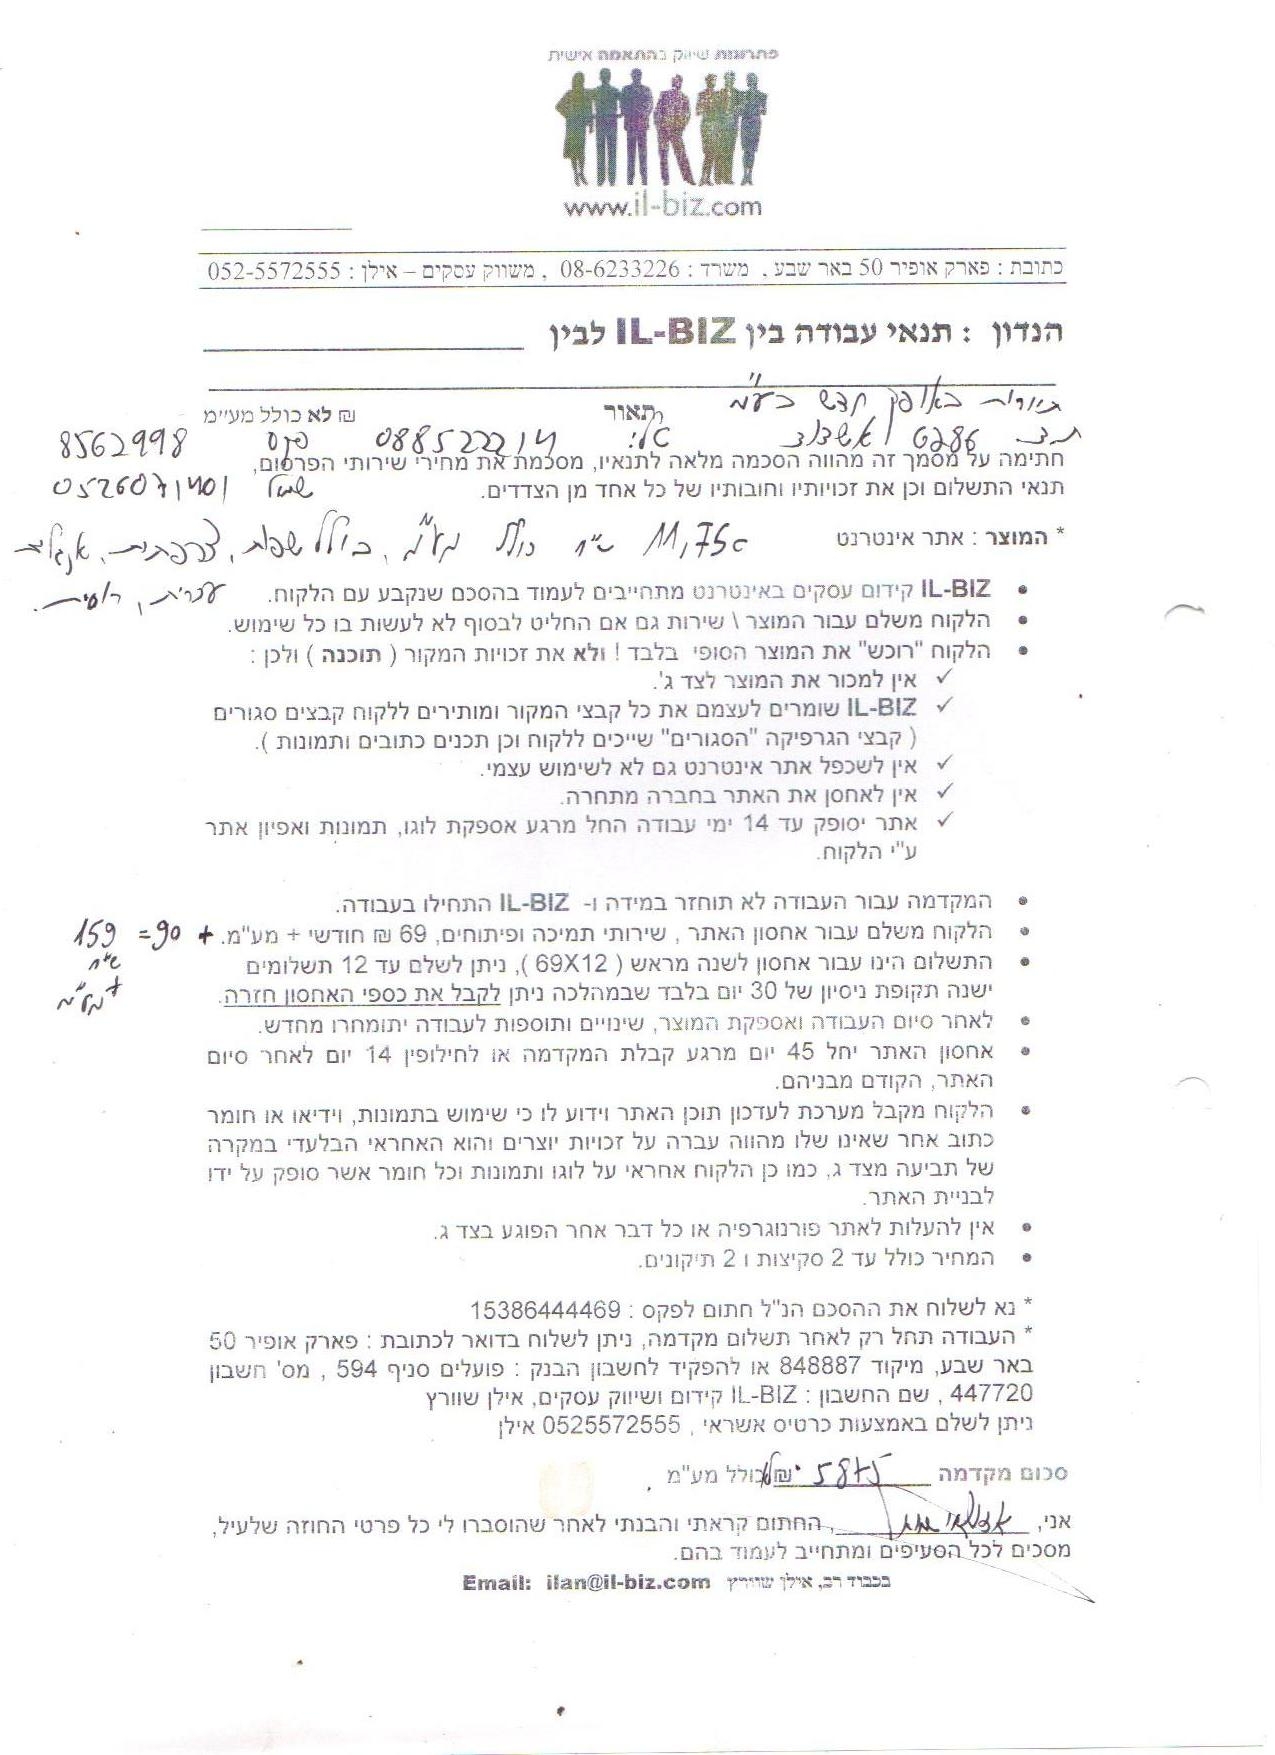 פתרונות שיווק בהתאמה אישית
www.il-biz.com
כתובת : פארק אופיר 50 באר שבע , משרד : 08-6233226 , משווק עסקים – אילן : 052-5572555
הנדון : תנאי עבודה בין IL-BIZ לבין
תיירות באופק חדש בע"מ
תאור ₪ לא כולל מע"מ
ת.ד 6286 אשדוד אלי 0885222 פקס 8562998
חתימה על מסמך זה מהווה הסכמה מלאה לתנאיו, מסכמת את מחירי שירותי הפרסום,
תנאי התשלום וכן את זכויותיו וחובותיו של כל אחד מן הצדדים.
* המוצר : אתר אינטרנט 11,750 ש"ח כולל מע"מ, כולל שפות, צרפתית, אנגלית
עברית, רוסית.
• IL-BIZ קידום עסקים באינטרנט מתחייבים לעמוד בהסכם שנקבע עם הלקוח.
• הלקוח משלם עבור המוצר \ שירות גם אם החליט לבסוף לא לעשות בו כל שימוש.
• הלקוח "רוכש" את המוצר הסופי בלבד ! ולא את זכויות המקור ( תוכנה ) ולכן :
✓ אין למכור את המוצר לצד ג'.
✓ IL-BIZ שומרים לעצמם את כל קבצי המקור ומותירים ללקוח קבצים סגורים
( קבצי הגרפיקה "הסגורים" שייכים ללקוח וכן תכנים כתובים ותמונות ).
✓ אין לשכפל אתר אינטרנט גם לא לשימוש עצמי.
✓ אין לאחסן את האתר בחברה מתחרה.
✓ אתר יסופק עד 14 ימי עבודה החל מרגע אספקת לוגו, תמונות ואפיון אתר
ע"י הלקוח.
• המקדמה עבור העבודה לא תוחזר במידה ו- IL-BIZ התחילו בעבודה.
• הלקוח משלם עבור אחסון האתר , שירותי תמיכה ופיתוחים, 69 ₪ חודשי + מע"מ. + 90 = 159
• התשלום הינו עבור אחסון לשנה מראש ( 69X12 ), ניתן לשלם עד 12 תשלומים ש"ח
ישנה תקופת ניסיון של 30 יום בלבד שבמהלכה ניתן לקבל את כספי האחסון חזרה. + מע"מ
• לאחר סיום העבודה ואספקת המוצר, שינויים ותוספות לעבודה יתומחרו מחדש.
• אחסון האתר יחל 45 יום מרגע קבלת המקדמה או לחילופין 14 יום לאחר סיום
האתר, הקודם מבניהם.
• הלקוח מקבל מערכת לעדכון תוכן האתר וידוע לו כי שימוש בתמונות, וידיאו או חומר
כתוב אחר שאינו שלו מהווה עברה על זכויות יוצרים והוא האחראי הבלעדי במקרה
של תביעה מצד ג, כמו כן הלקוח אחראי על לוגו ותמונות וכל חומר אשר סופק על ידו
לבניית האתר.
• אין להעלות לאתר פורנוגרפיה או כל דבר אחר הפוגע בצד ג.
• המחיר כולל עד 2 סקיצות ו 2 תיקונים.
* נא לשלוח את ההסכם הנ"ל חתום לפקס : 15386444469
* העבודה תחל רק לאחר תשלום מקדמה, ניתן לשלוח בדואר לכתובת : פארק אופיר 50
באר שבע, מיקוד 848887 או להפקיד לחשבון הבנק : פועלים סניף 594 , מס' חשבון
447720 , שם החשבון : IL-BIZ קידום ושיווק עסקים, אילן שוורץ
ניתן לשלם באמצעות כרטיס אשראי , 0525572555 אילן
סכום מקדמה 5875 ₪ כולל מע"מ .
אני, , החתום קראתי והבנתי לאחר שהוסברו לי כל פרטי החוזה שלעיל,
מסכים לכל הסעיפים ומתחייב לעמוד בהם.
בכבוד רב, אילן שוורץ Email: ilan@il-biz.com